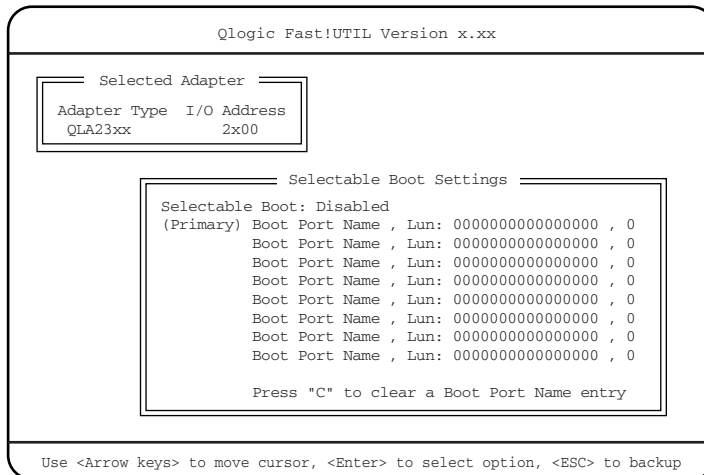 Qlogic Fast!UTIL Version x.xx
Selected Adapter
Adapter Type I/O Address
QLA23xx 2x00
Selectable Boot Settings
Selectable Boot: Disabled
(Primary) Boot Port Name , Lun: 0000000000000000 , 0
Boot Port Name , Lun: 0000000000000000 , 0
Boot Port Name , Lun: 0000000000000000 , 0
Boot Port Name , Lun: 0000000000000000 , 0
Boot Port Name , Lun: 0000000000000000 , 0
Boot Port Name , Lun: 0000000000000000 , 0
Boot Port Name , Lun: 0000000000000000 , 0
Boot Port Name , Lun: 0000000000000000 , 0
Press "C" to clear a Boot Port Name entry
Use <Arrow keys> to move cursor, <Enter> to select option, <ESC> to backup